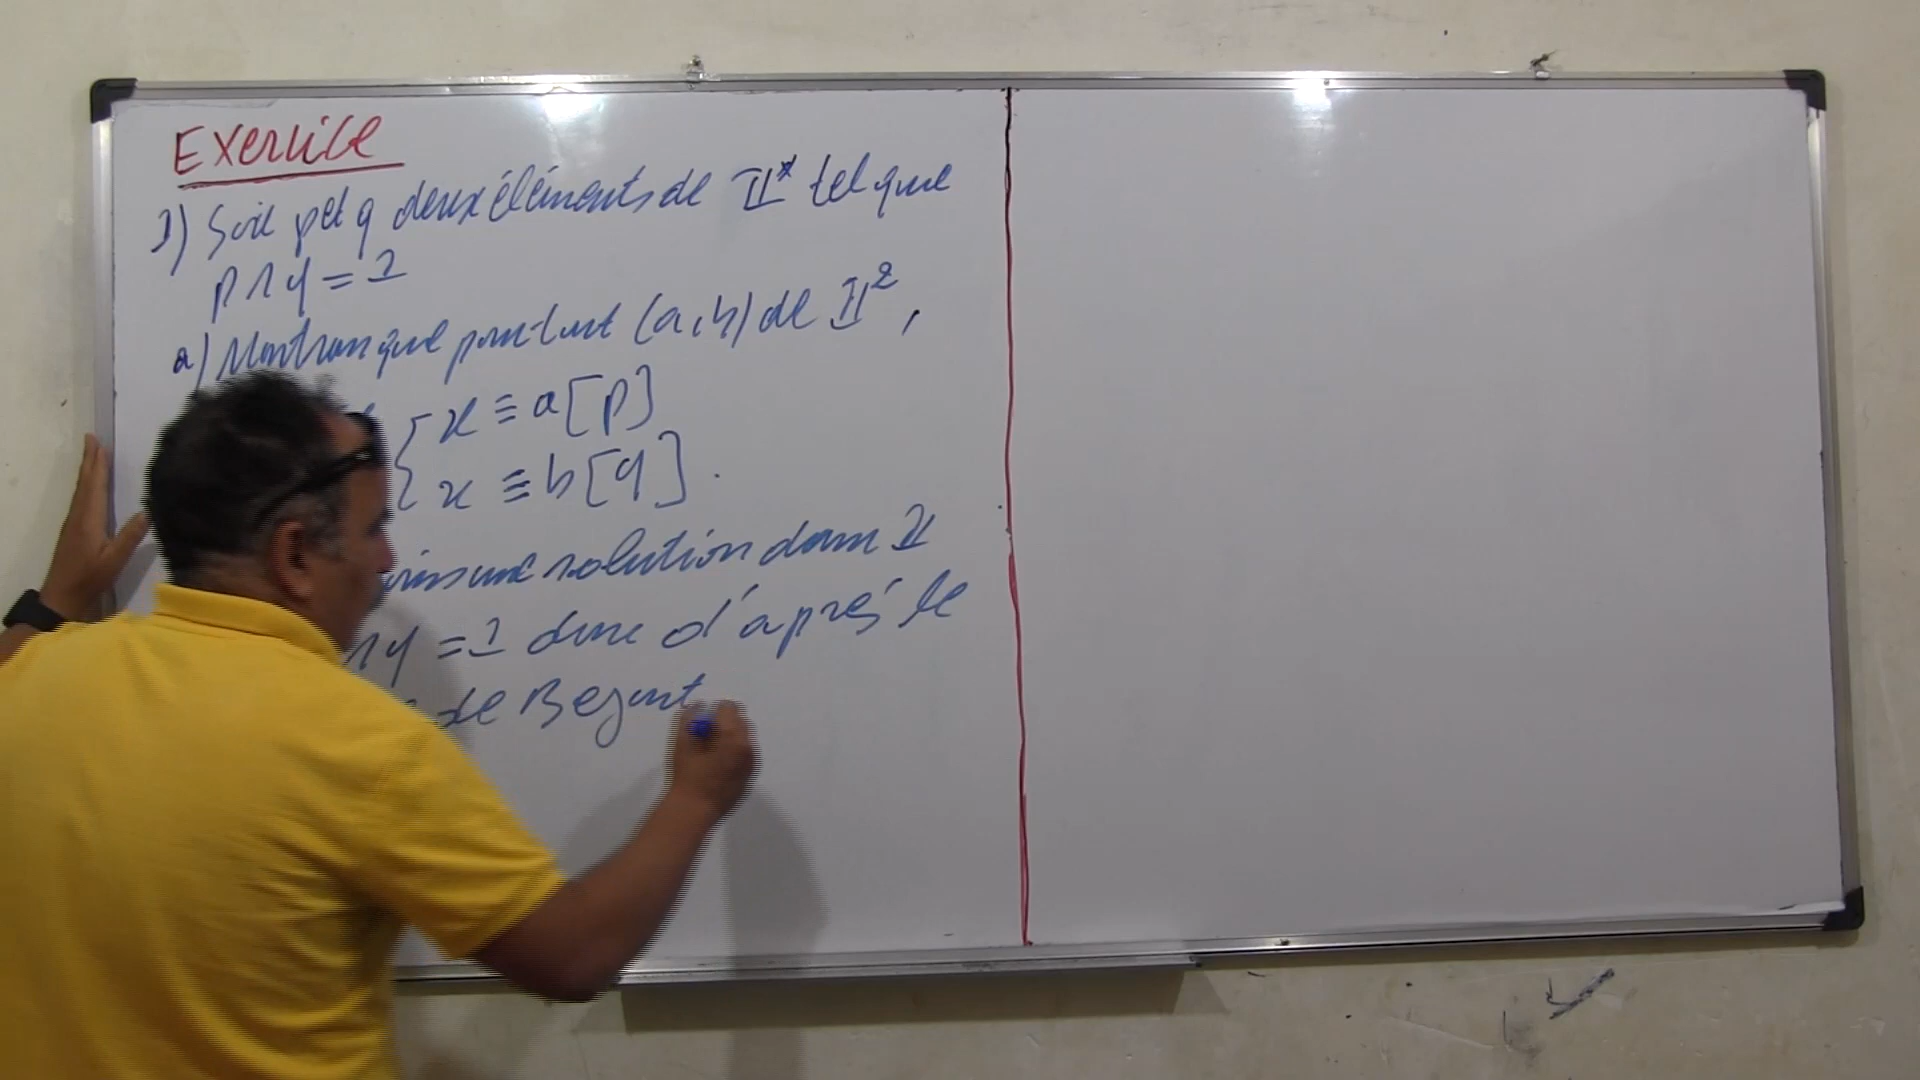 Exercice
1) Soit p et q deux éléments de ℤ* tel que
p∧q = 1
a) Montrons que pour tout (a,b) de ℤ²,
{ x ≡ a[p]
x ≡ b[q].
une solution dans ℤ
∧q = 1 donc d'après le
de Bezout